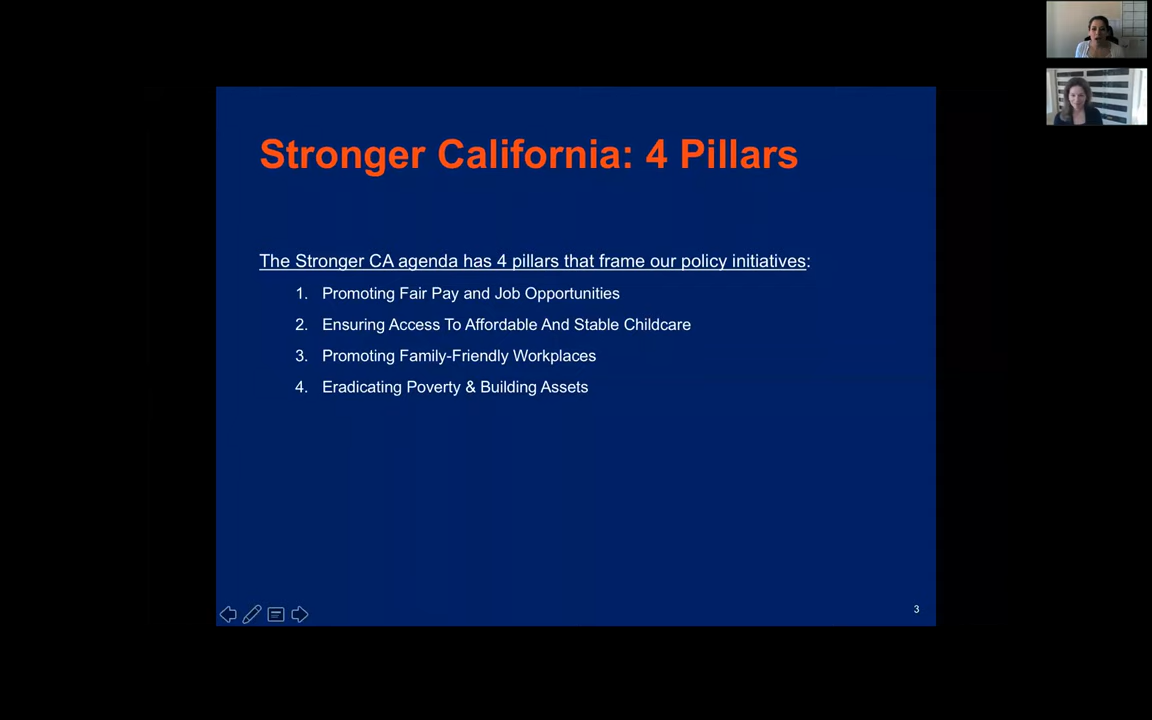 Stronger California: 4 Pillars
The Stronger CA agenda has 4 pillars that frame our policy initiatives:
1. Promoting Fair Pay and Job Opportunities
2. Ensuring Access To Affordable And Stable Childcare
3. Promoting Family-Friendly Workplaces
4. Eradicating Poverty & Building Assets
3